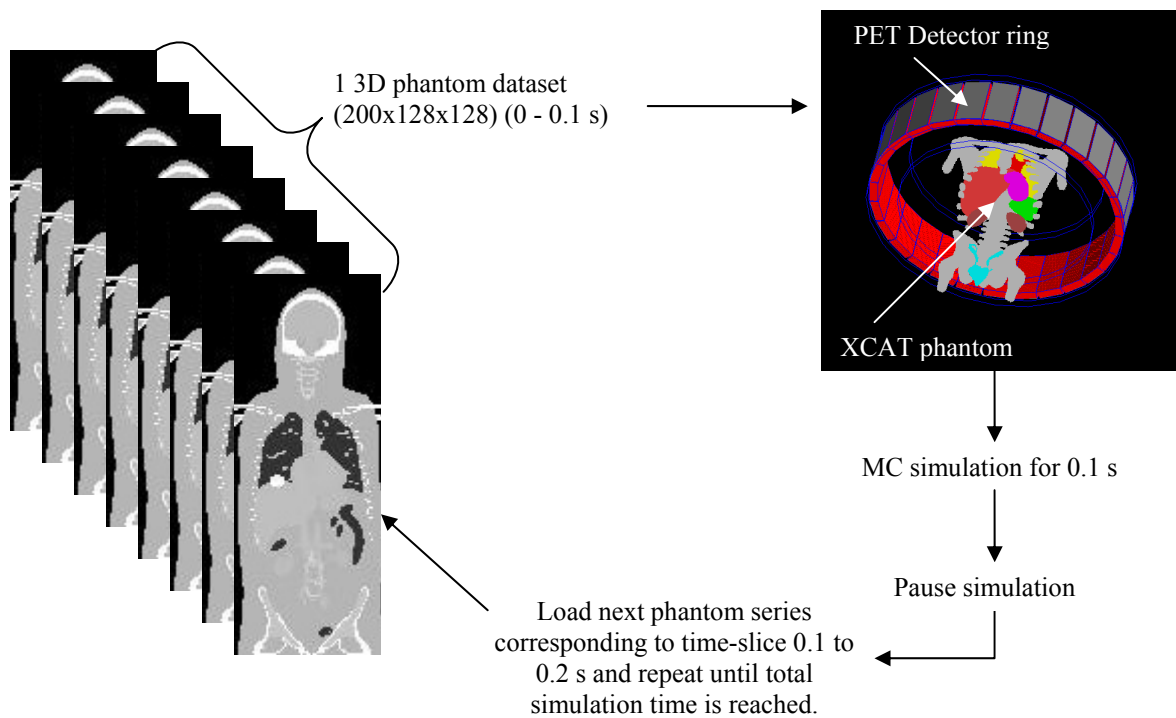 1 3D phantom dataset
(200x128x128) (0 - 0.1 s)
PET Detector ring
XCAT phantom
MC simulation for 0.1 s
Pause simulation
Load next phantom series
corresponding to time-slice 0.1 to
0.2 s and repeat until total
simulation time is reached.